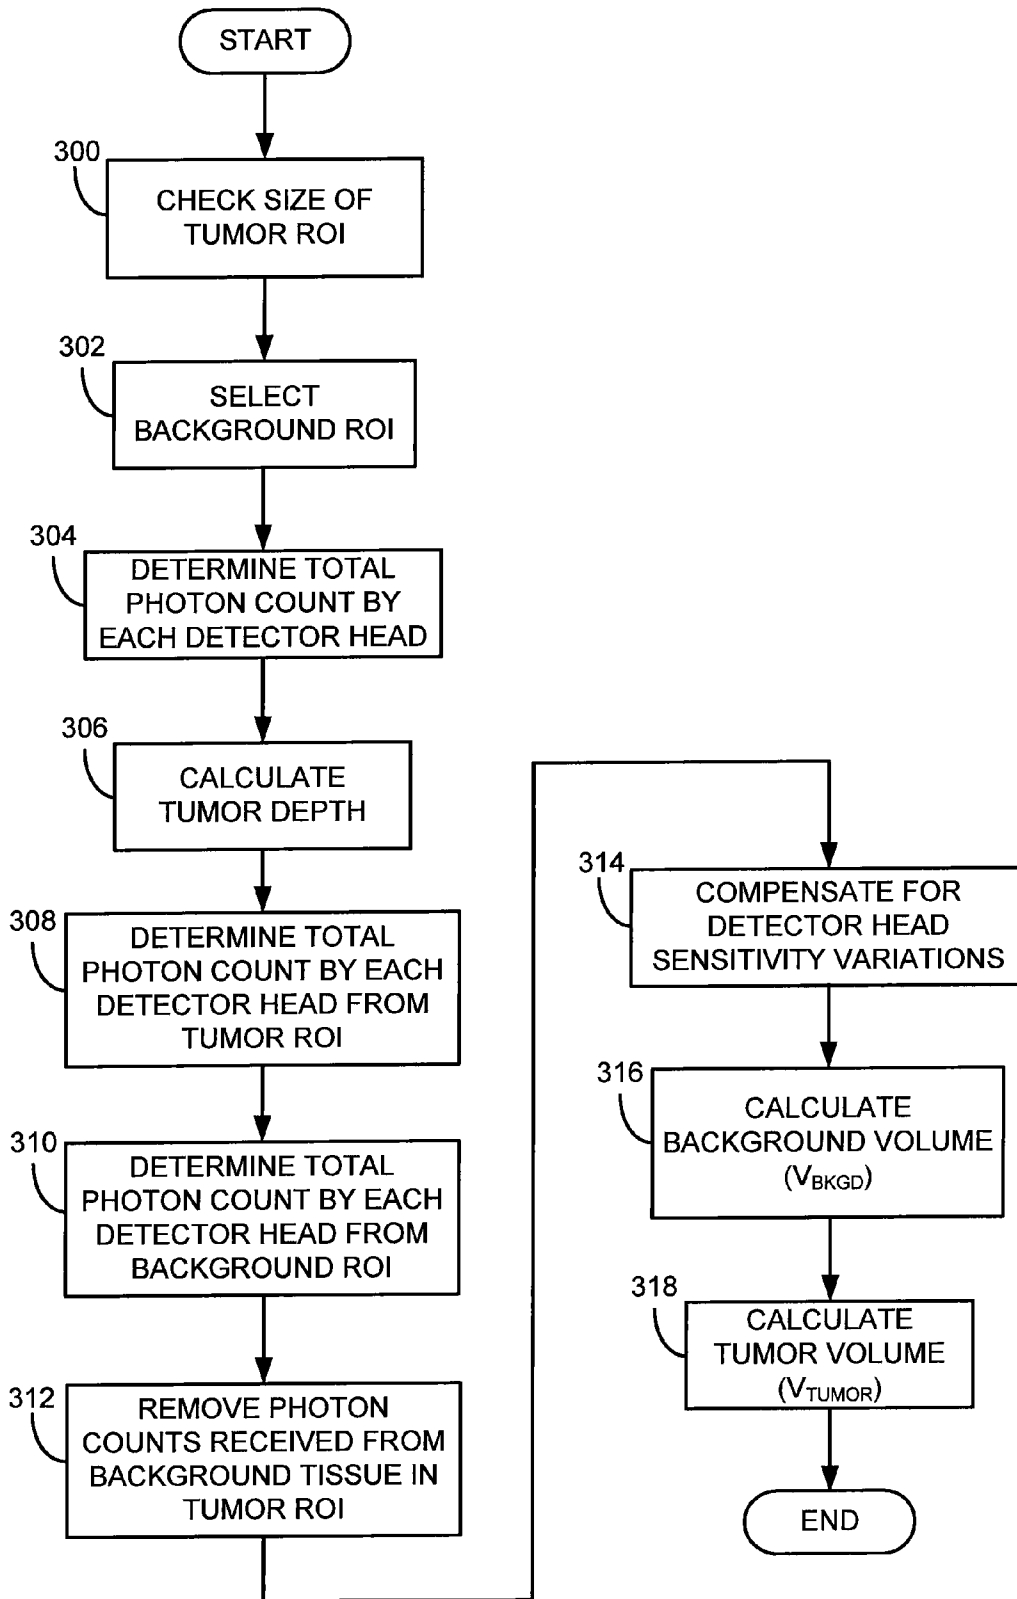 START
300
CHECK SIZE OF
TUMOR ROI
302
SELECT
BACKGROUND ROI
304
DETERMINE TOTAL
PHOTON COUNT BY
EACH DETECTOR HEAD
306
CALCULATE
TUMOR DEPTH
308
DETERMINE TOTAL
PHOTON COUNT BY EACH
DETECTOR HEAD FROM
TUMOR ROI
310
DETERMINE TOTAL
PHOTON COUNT BY EACH
DETECTOR HEAD FROM
BACKGROUND ROI
312
REMOVE PHOTON
COUNTS RECEIVED FROM
BACKGROUND TISSUE IN
TUMOR ROI
314
COMPENSATE FOR
DETECTOR HEAD
SENSITIVITY VARIATIONS
316
CALCULATE
BACKGROUND VOLUME
(VBKGD)
318
CALCULATE
TUMOR VOLUME
(VTUMOR)
END